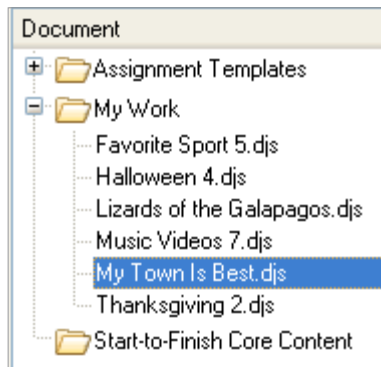 Document
Assignment Templates
My Work
Favorite Sport 5.djs
Halloween 4.djs
Lizards of the Galapagos.djs
Music Videos 7.djs
My Town Is Best.djs
Thanksgiving 2.djs
Start-to-Finish Core Content